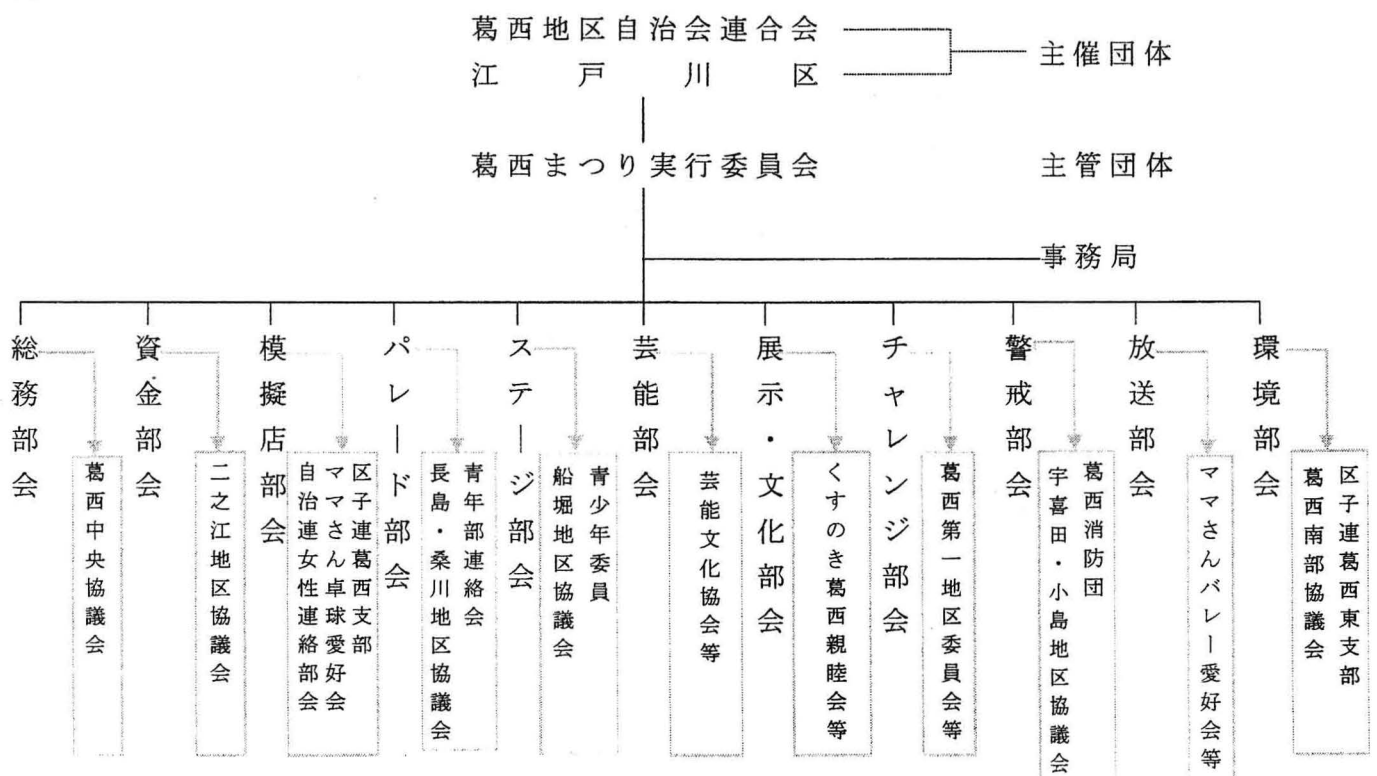 葛西地区自治会連合会
江戸川区
主催団体
葛西まつり実行委員会
主管団体
事務局
総務部会
葛西中央協議会
資金部会
二之江地区協議会
模擬店部会
区子連葛西支部
ママさん卓球愛好会
自治連女性連絡部会
パレード部会
青年部連絡会
長島・桑川地区協議会
ステージ部会
青少年委員
船堀地区協議会
芸能部会
芸能文化協会等
展示・文化部会
くすのき葛西親睦会等
チャレンジ部会
葛西第一地区委員会等
警戒部会
葛西消防団
宇喜田・小島地区協議会
放送部会
ママさんバレー愛好会等
環境部会
区子連葛西東支部
葛西南部協議会